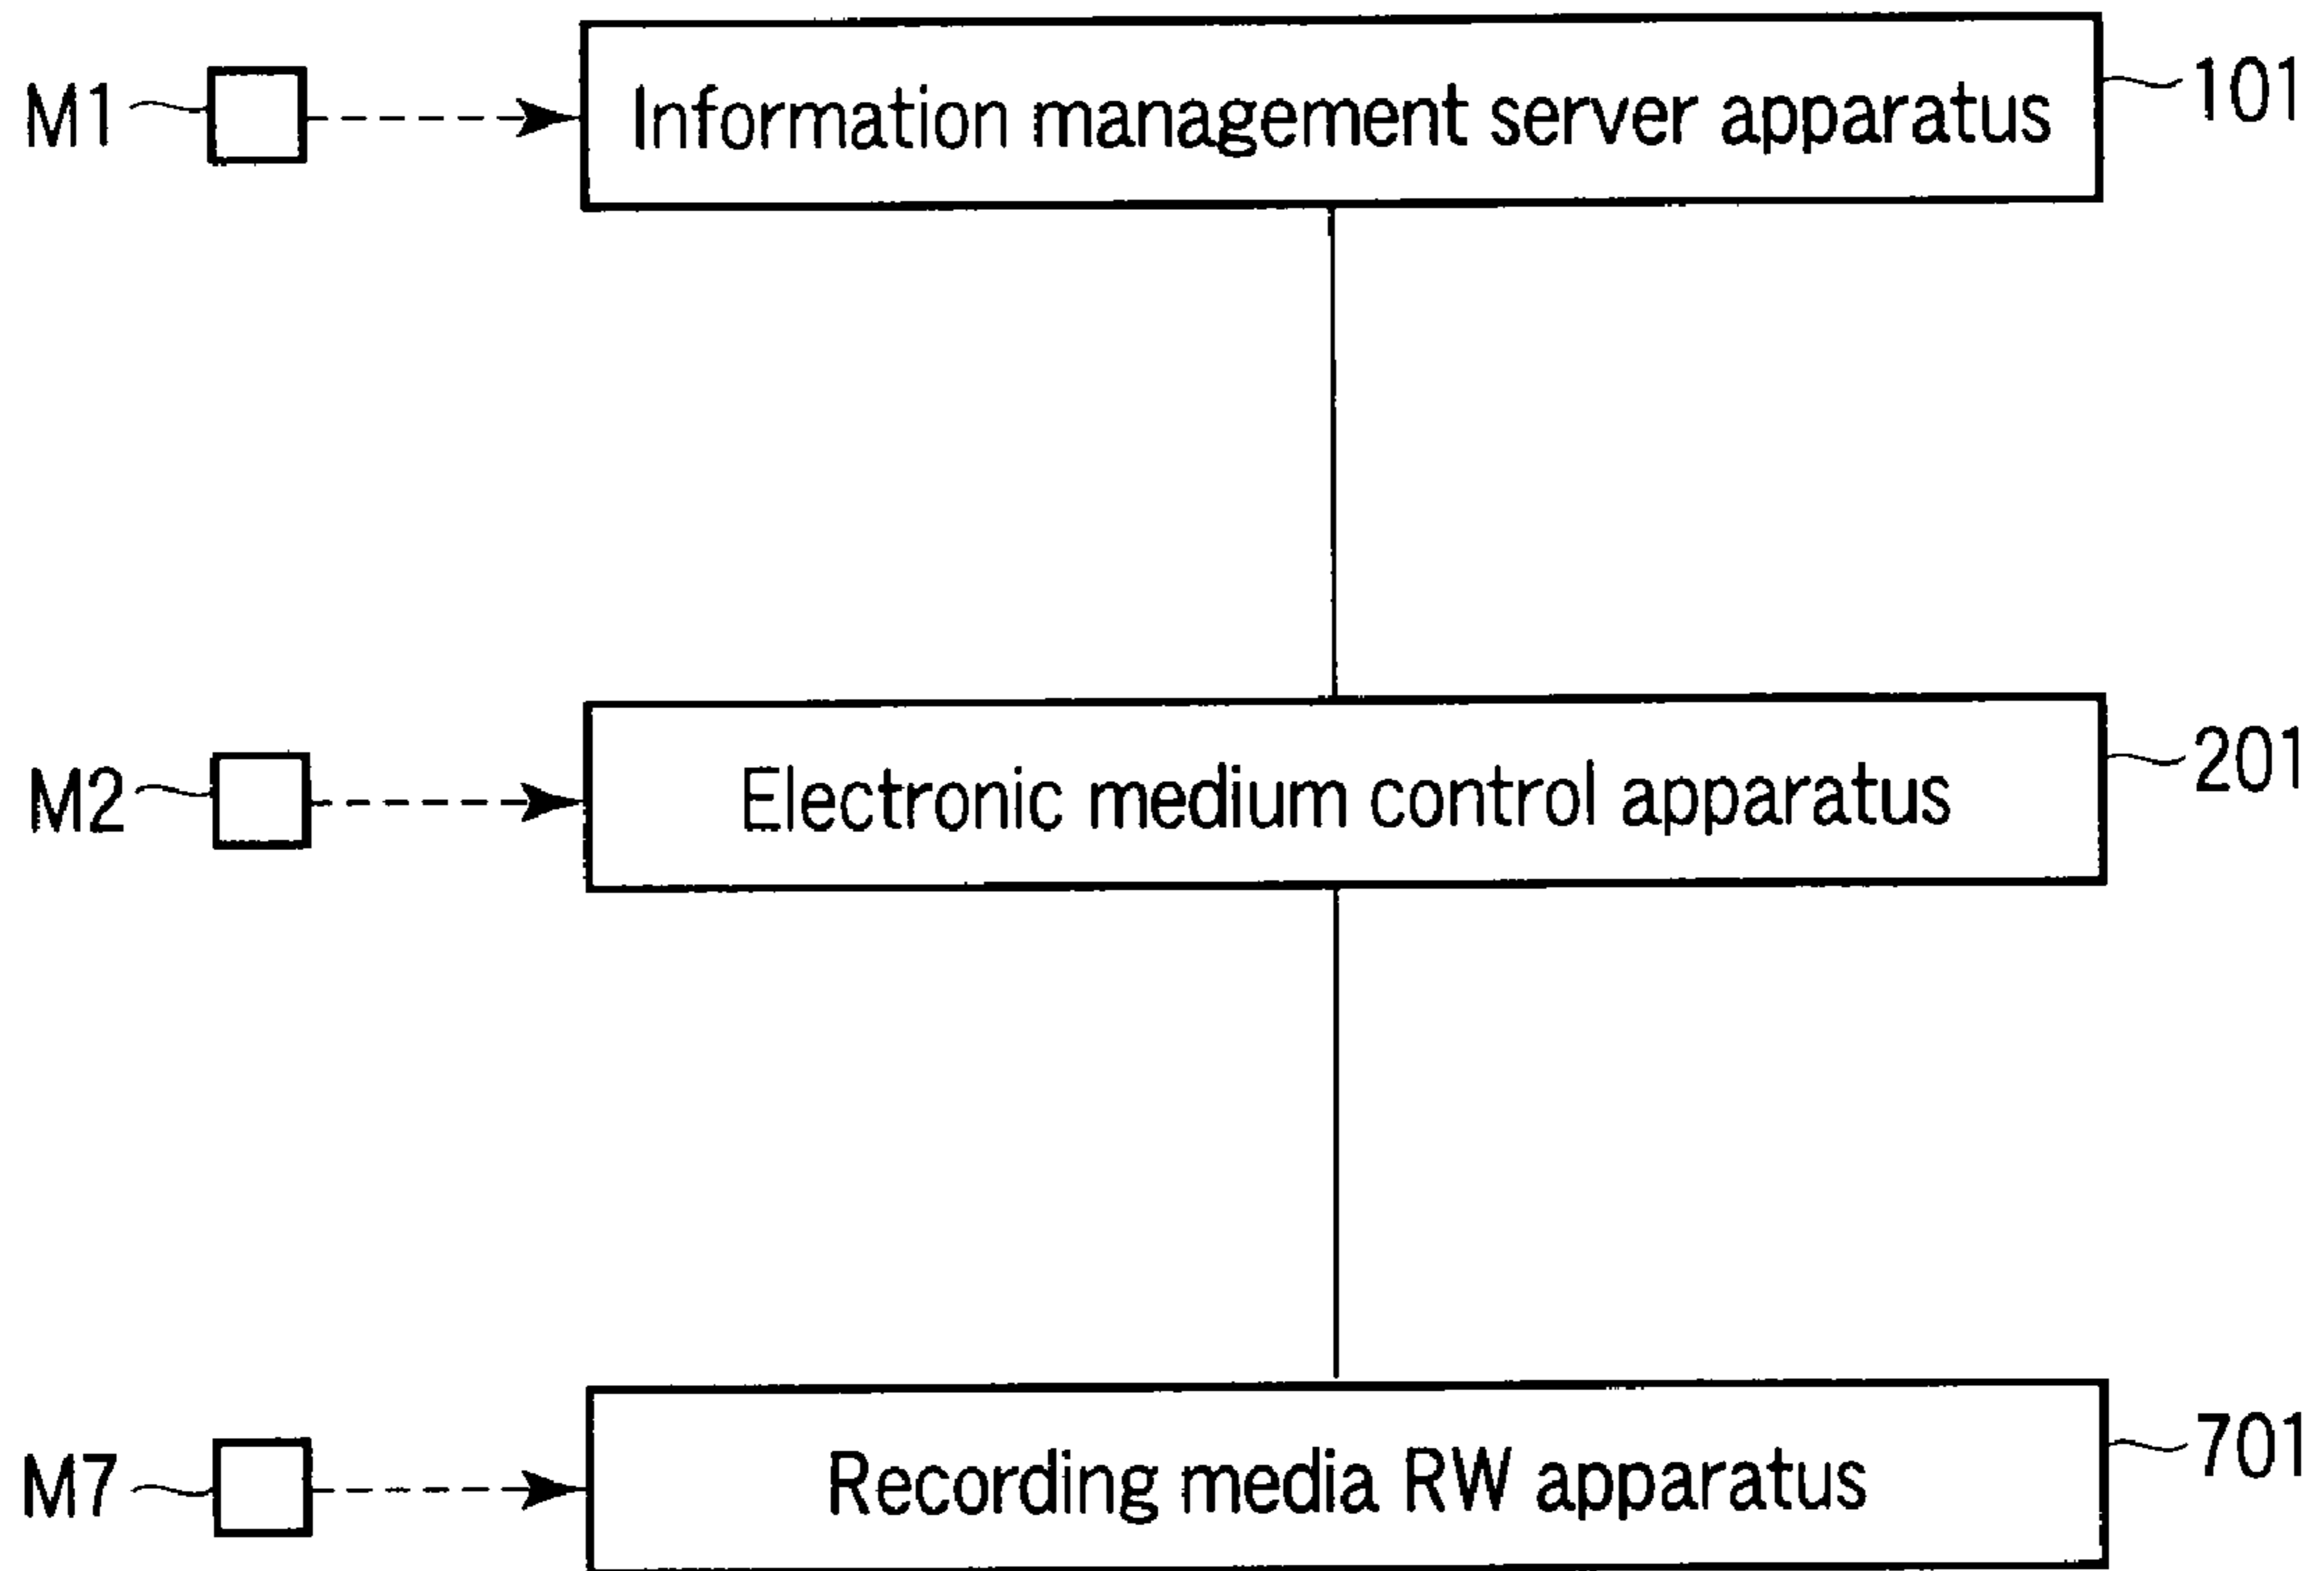 M1 Information management server apparatus 101
M2 Electronic medium control apparatus 201
M7 Recording media RW apparatus 701